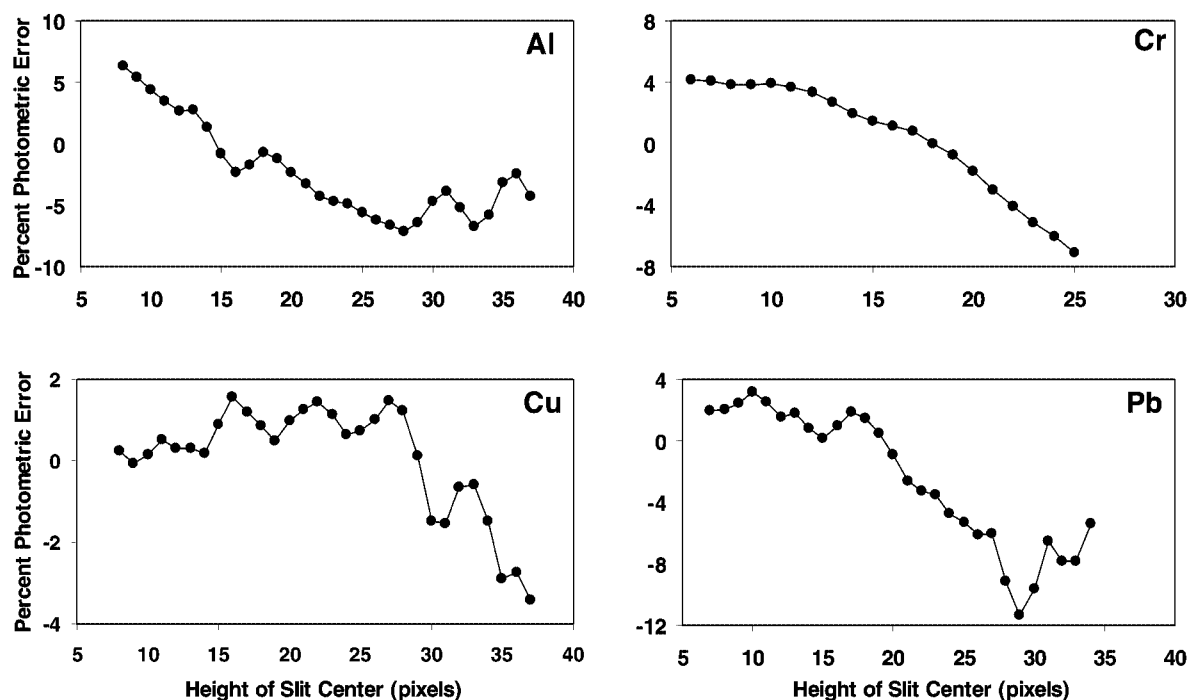 Percent Photometric Error
10
5
0
-5
-10
Al
5 10 15 20 25 30 35 40
8
4
0
-4
-8
Cr
5 10 15 20 25 30
Percent Photometric Error
2
0
-2
-4
Cu
5 10 15 20 25 30 35 40
Height of Slit Center (pixels)
4
0
-4
-8
-12
Pb
5 10 15 20 25 30 35 40
Height of Slit Center (pixels)